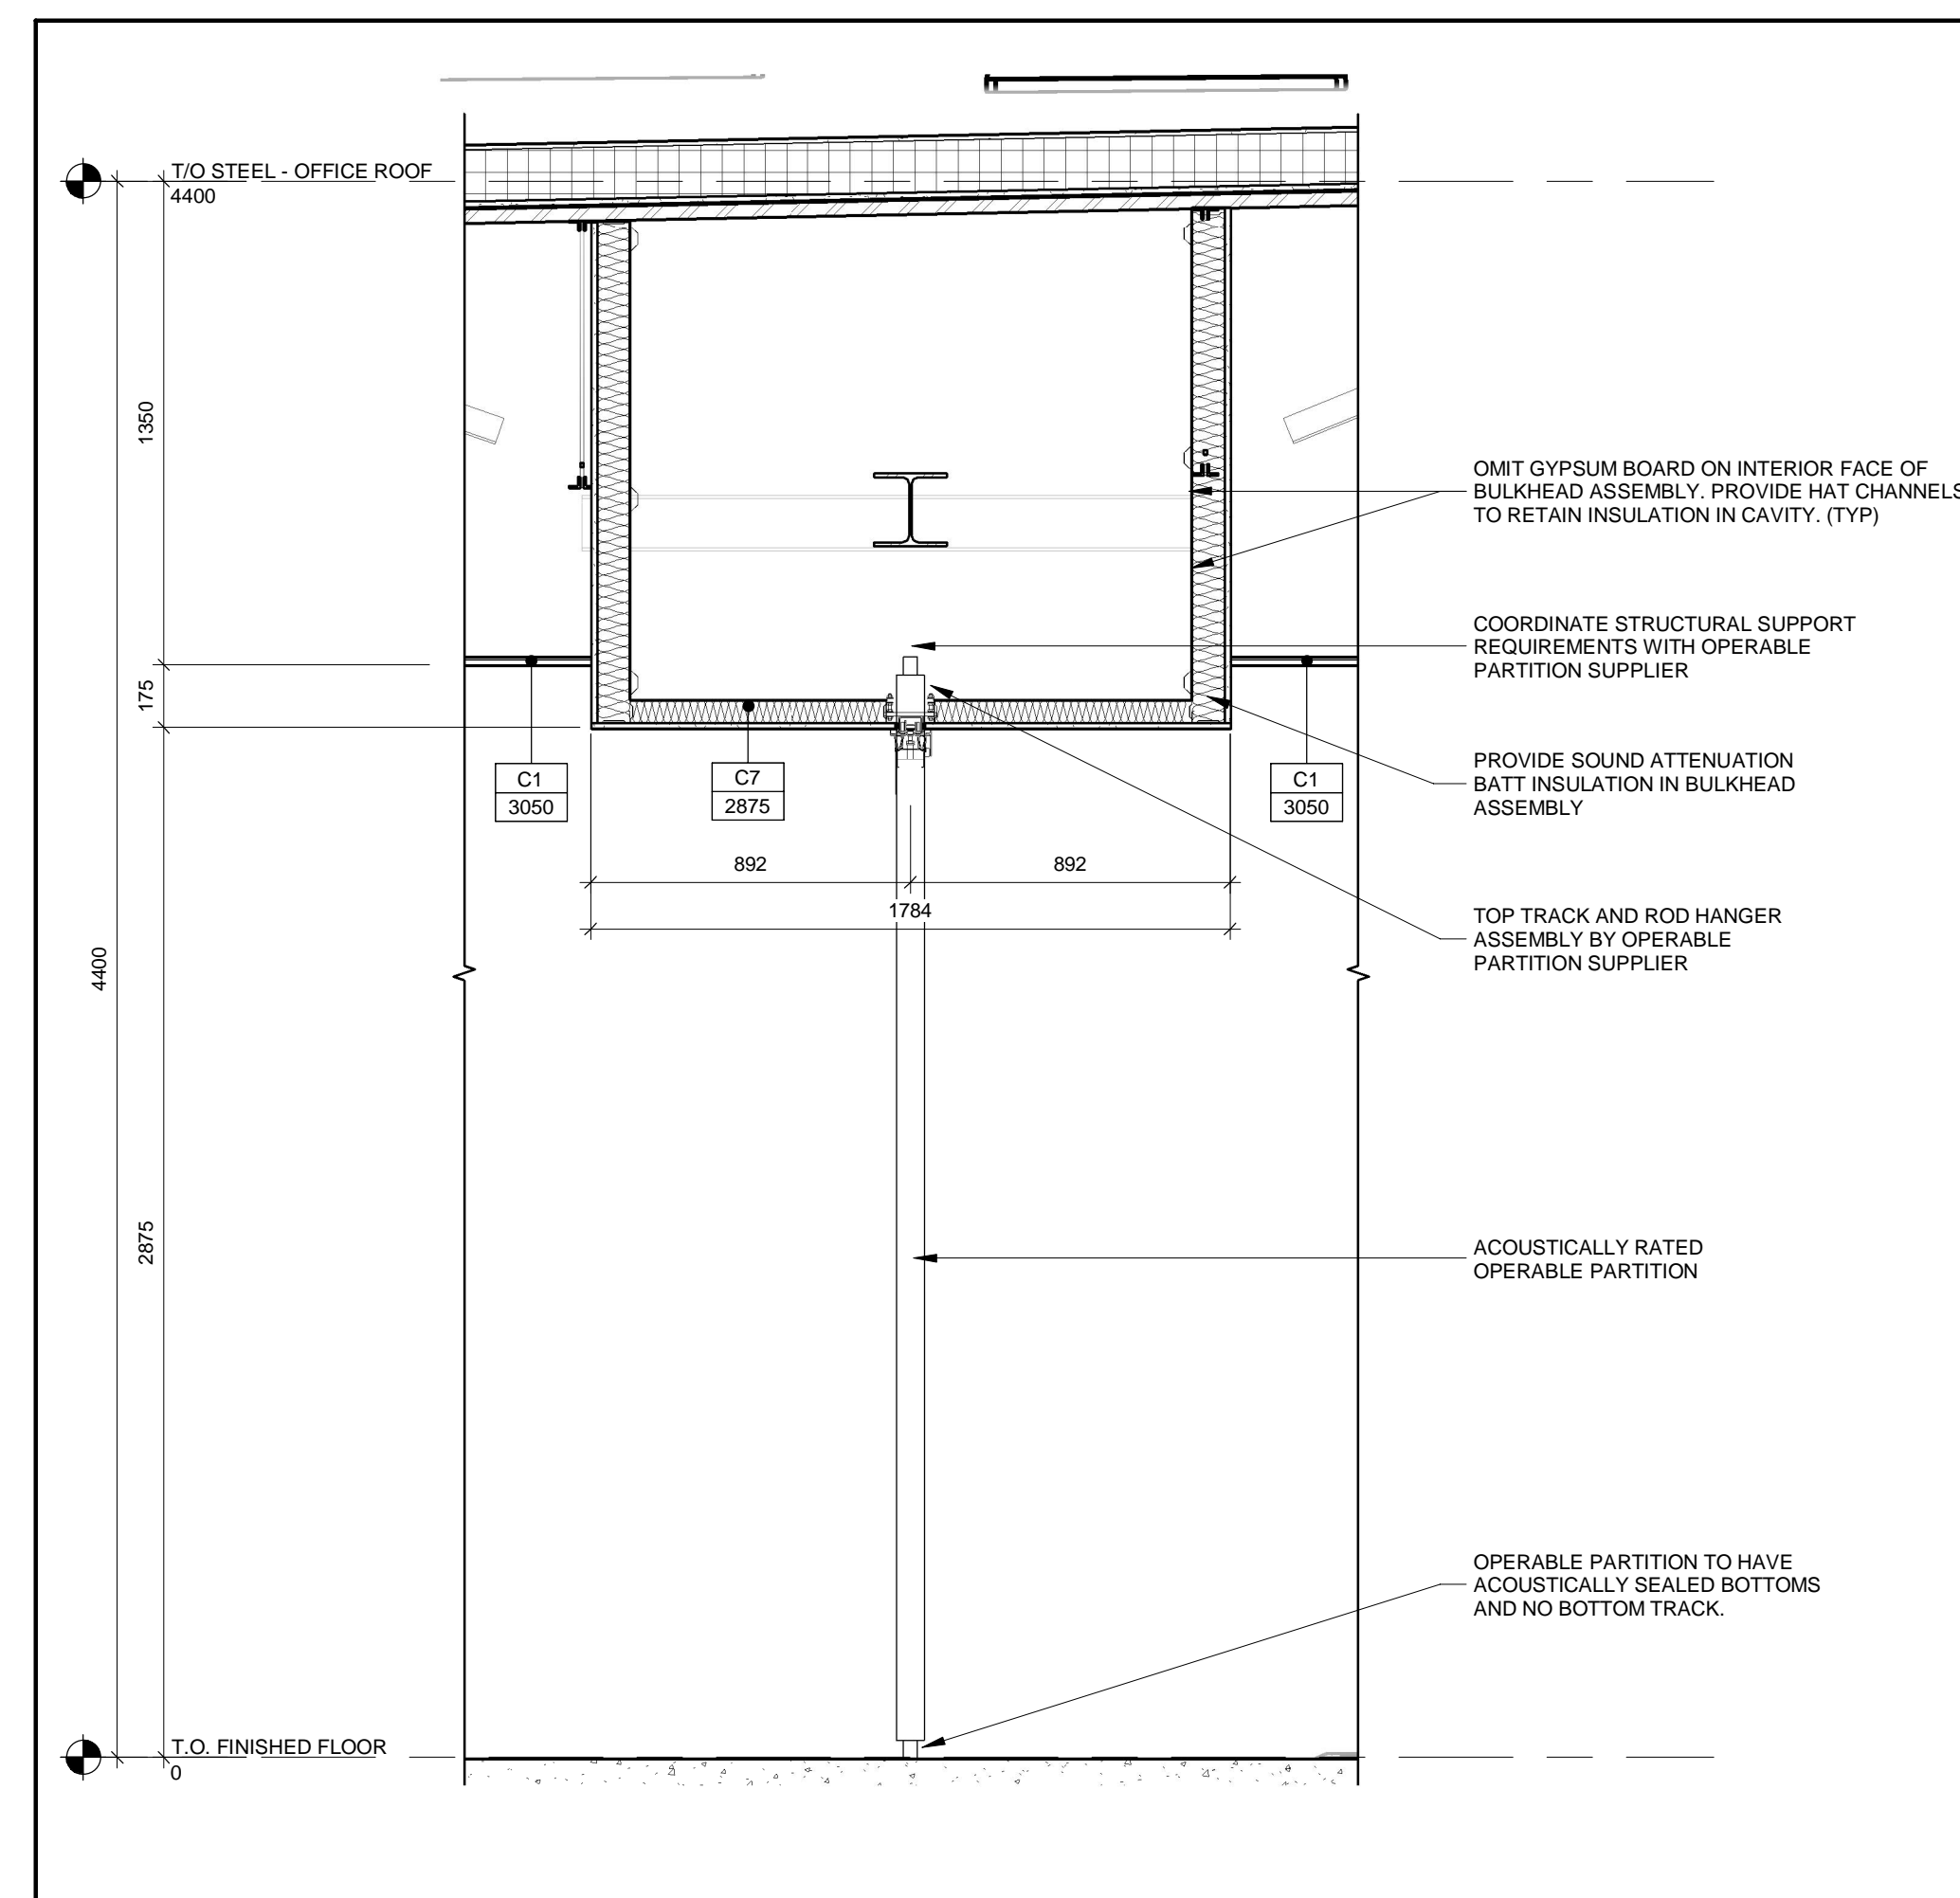 T/O STEEL - OFFICE ROOF
4400
1350
175
4400
2875
OMIT GYPSUM BOARD ON INTERIOR FACE OF
BULKHEAD ASSEMBLY. PROVIDE HAT CHANNELS
TO RETAIN INSULATION IN CAVITY. (TYP)
COORDINATE STRUCTURAL SUPPORT
REQUIREMENTS WITH OPERABLE
PARTITION SUPPLIER
C1
3050
C7
2875
C1
3050
PROVIDE SOUND ATTENUATION
BATT INSULATION IN BULKHEAD
ASSEMBLY
892
892
1784
TOP TRACK AND ROD HANGER
ASSEMBLY BY OPERABLE
PARTITION SUPPLIER
ACOUSTICALLY RATED
OPERABLE PARTITION
OPERABLE PARTITION TO HAVE
ACOUSTICALLY SEALED BOTTOMS
AND NO BOTTOM TRACK.
T.O. FINISHED FLOOR
0